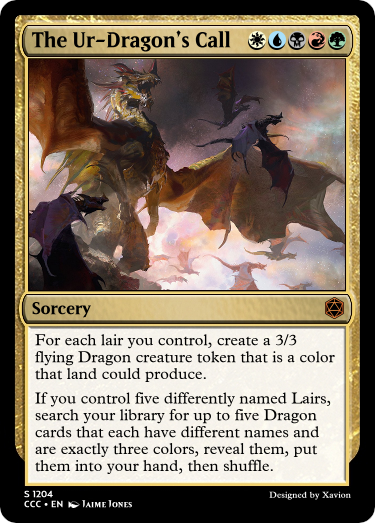 The Ur-Dragon's Call
Sorcery
For each lair you control, create a 3/3
flying Dragon creature token that is a color
that land could produce.
If you control five differently named Lairs,
search your library for up to five Dragon
cards that each have different names and
are exactly three colors, reveal them, put
them into your hand, then shuffle.
S 1204
CCC • EN JAIME JONES
Designed by Xavion